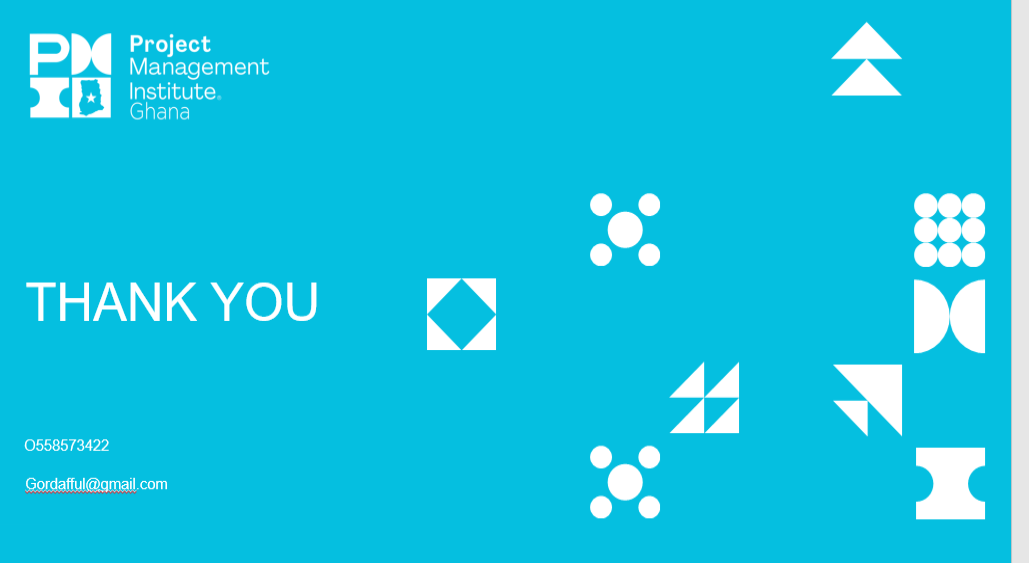 Project
Management
Institute®
Ghana
THANK YOU
O558573422
Gordafful@gmail.com